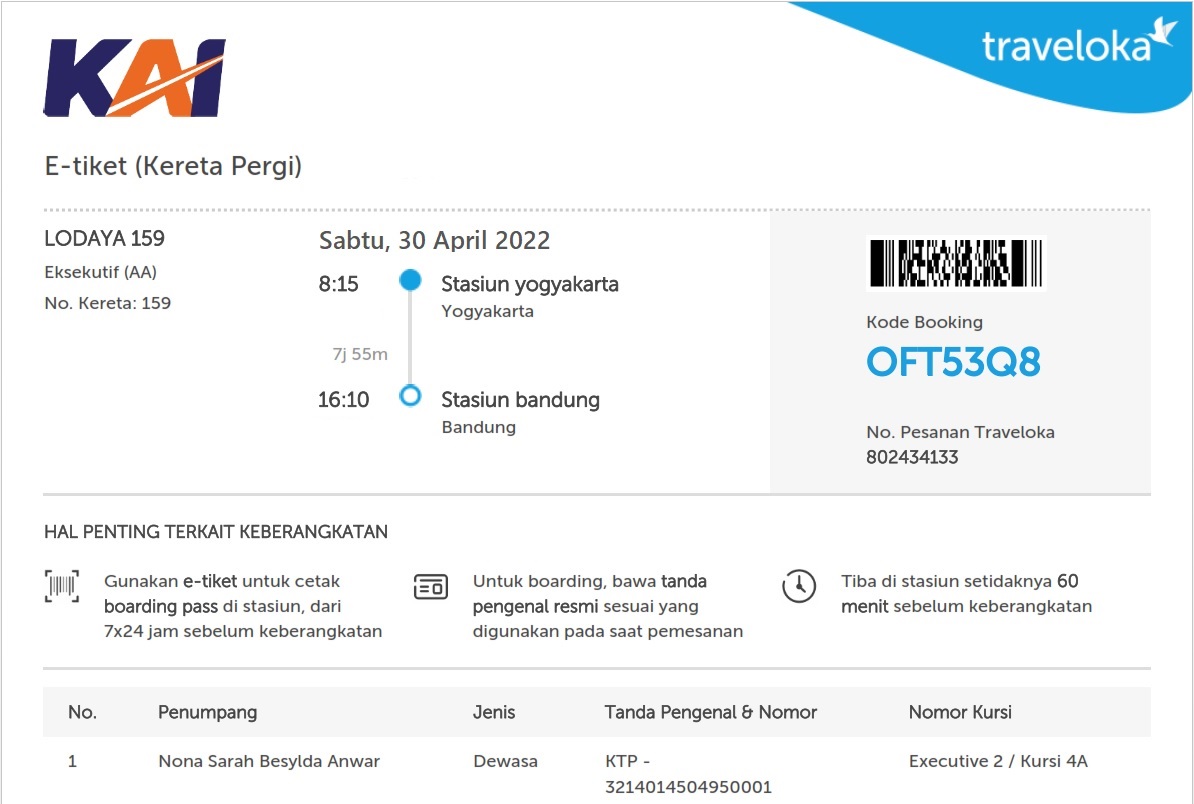 KAI
traveloka
E-tiket (Kereta Pergi)
LODAYA 159
Eksekutif (AA)
No. Kereta: 159
Sabtu, 30 April 2022
8:15
Stasiun yogyakarta
Yogyakarta
7j 55m
16:10
Stasiun bandung
Bandung
Kode Booking
OFT53Q8
No. Pesanan Traveloka
802434133
HAL PENTING TERKAIT KEBERANGKATAN
Gunakan e-tiket untuk cetak
boarding pass di stasiun, dari
7x24 jam sebelum keberangkatan
Untuk boarding, bawa tanda
pengenal resmi sesuai yang
digunakan pada saat pemesanan
Tiba di stasiun setidaknya 60
menit sebelum keberangkatan
No. Penumpang Jenis Tanda Pengenal & Nomor Nomor Kursi
1 Nona Sarah Besylda Anwar Dewasa KTP - Executive 2 / Kursi 4A
3214014504950001